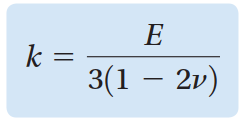 k = E / 3(1 − 2ν)